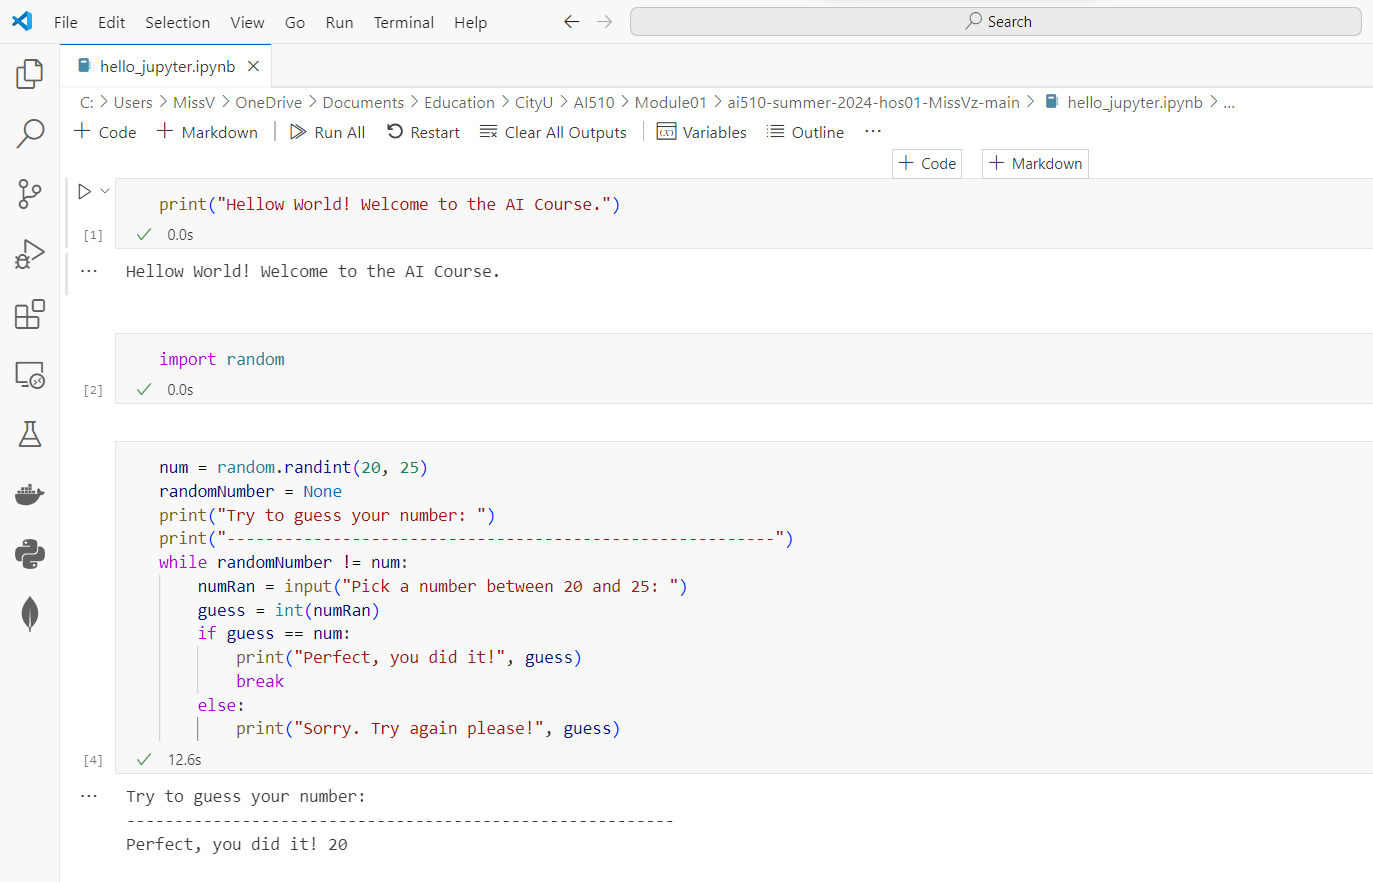 File Edit Selection View Go Run Terminal Help Search
hello_jupyter.ipynb
C: > Users > MissV > OneDrive > Documents > Education > CityU > AI510 > Module01 > ai510-summer-2024-hos01-MissVz-main > hello_jupyter.ipynb > ...
+ Code + Markdown Run All Restart Clear All Outputs Variables Outline ...
+ Code + Markdown
print("Hellow World! Welcome to the AI Course.")
[1] ✓ 0.0s
... Hellow World! Welcome to the AI Course.
import random
[2] ✓ 0.0s
num = random.randint(20, 25)
randomNumber = None
print("Try to guess your number: ")
print("---------------------------------------------------------")
while randomNumber != num:
    numRan = input("Pick a number between 20 and 25: ")
    guess = int(numRan)
    if guess == num:
        print("Perfect, you did it!", guess)
        break
    else:
        print("Sorry. Try again please!", guess)
[4] ✓ 12.6s
... Try to guess your number:
---------------------------------------------------------
Perfect, you did it! 20